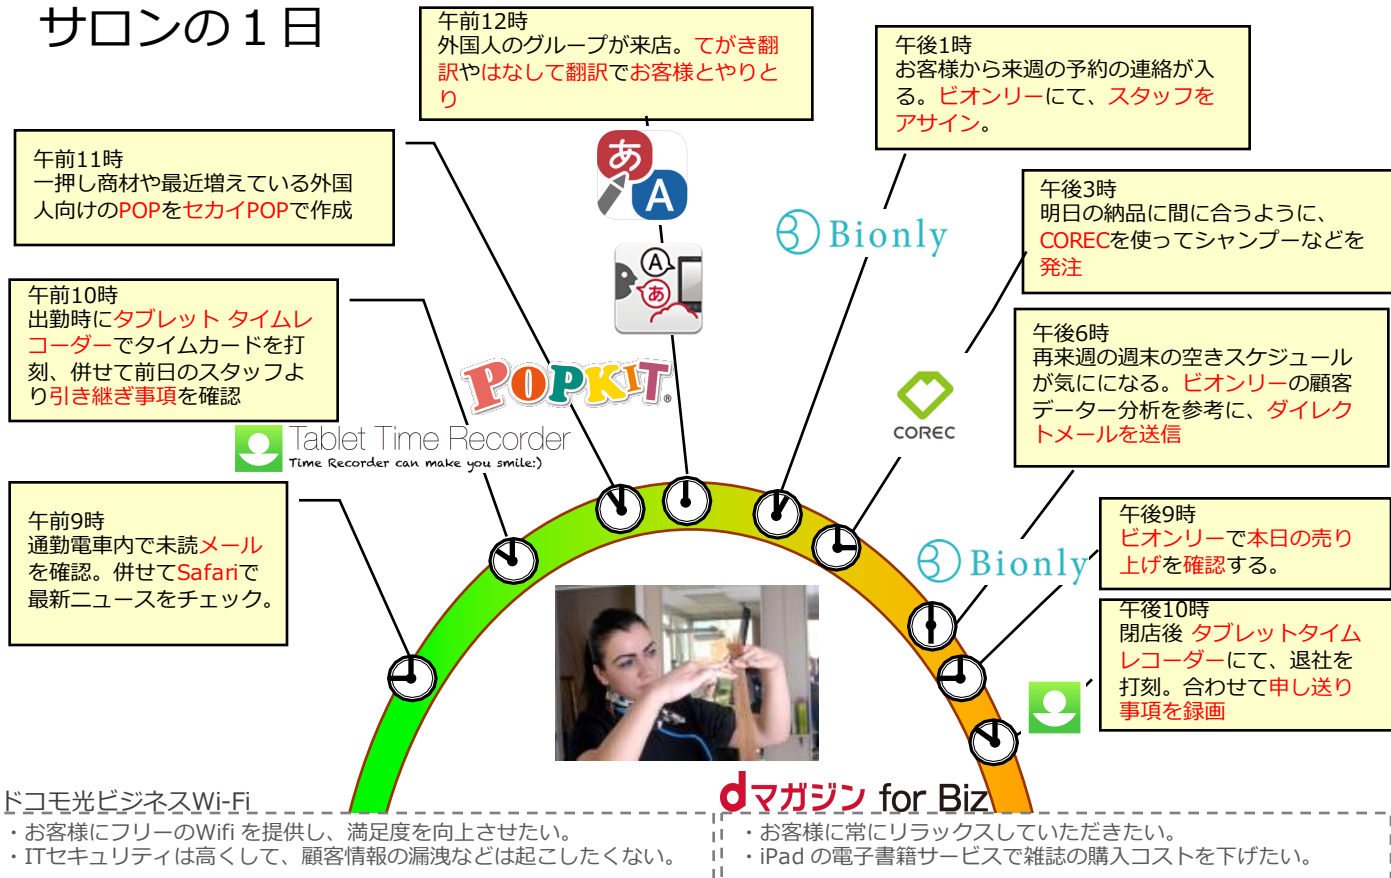 サロンの１日
午前9時
通勤電車内で未読メール
を確認。併せてSafariで
最新ニュースをチェック。
午前10時
出勤時にタブレット タイムレ
コーダーでタイムカードを打
刻、併せて前日のスタッフよ
り引き継ぎ事項を確認
Tablet Time Recorder
Time Recorder can make you smile:)
午前11時
一押し商材や最近増えている外国
人向けのPOPをセカイPOPで作成
POPKIT®
午前12時
外国人のグループが来店。てがき翻
訳やはなして翻訳でお客様とやりと
り
あ
A
A
あ
午後1時
お客様から来週の予約の連絡が入
る。ビオンリーにて、スタッフを
アサイン。
Bionly
午後3時
明日の納品に間に合うように、
CORECを使ってシャンプーなどを
発注
COREC
午後6時
再来週の週末の空きスケジュール
が気にになる。ビオンリーの顧客
データー分析を参考に、ダイレク
トメールを送信
Bionly
午後9時
ビオンリーで本日の売り
上げを確認する。
午後10時
閉店後 タブレットタイム
レコーダーにて、退社を
打刻。合わせて申し送り
事項を録画
ドコモ光ビジネスWi-Fi
・お客様にフリーのWifi を提供し、満足度を向上させたい。
・ITセキュリティは高くして、顧客情報の漏洩などは起こしたくない。
dマガジン for Biz
・お客様に常にリラックスしていただきたい。
・iPad の電子書籍サービスで雑誌の購入コストを下げたい。